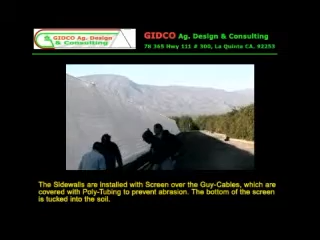 GIDCO Ag. Design
& Consulting
GIDCO Ag. Design & Consulting
78 365 Hwy 111 # 300, La Quinta CA. 92253
The Sidewalls are installed with Screen over the Guy-Cables, which are
covered with Poly-Tubing to prevent abrasion. The bottom of the screen
is tucked into the soil.